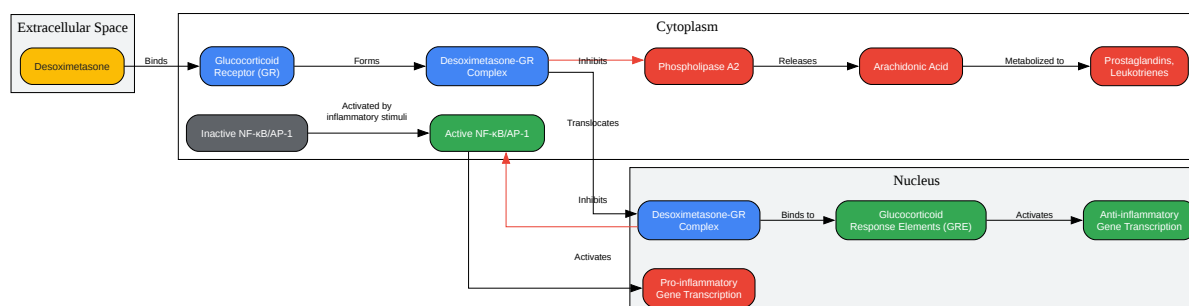 Extracellular Space
Cytoplasm
Desoximetasone
Binds
Glucocorticoid
Receptor (GR)
Forms
Desoximetasone-GR
Complex
Inhibits
Phospholipase A2
Releases
Arachidonic Acid
Metabolized to
Prostaglandins,
Leukotrienes
Inactive NF-κB/AP-1
Activated by
inflammatory stimuli
Active NF-κB/AP-1
Translocates
Nucleus
Inhibits
Desoximetasone-GR
Complex
Binds to
Glucocorticoid
Response Elements (GRE)
Activates
Anti-inflammatory
Gene Transcription
Activates
Pro-inflammatory
Gene Transcription